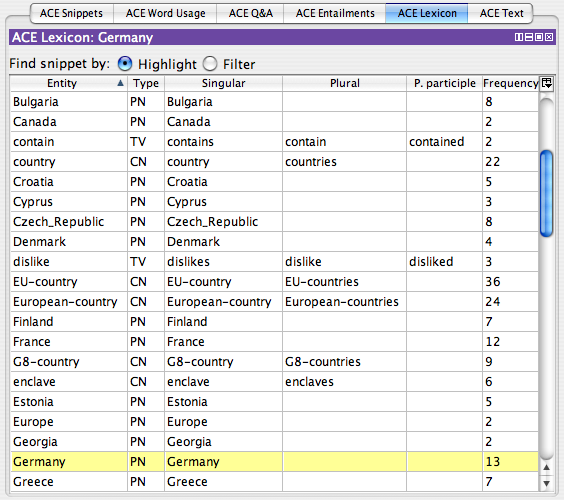 ACE Snippets ACE Word Usage ACE Q&A ACE Entailments ACE Lexicon ACE Text
ACE Lexicon: Germany
Find snippet by: Highlight Filter
Entity Type Singular Plural P. participle Frequency
Bulgaria PN Bulgaria 8
Canada PN Canada 2
contain TV contains contain contained 2
country CN country countries 22
Croatia PN Croatia 5
Cyprus PN Cyprus 3
Czech_Republic PN Czech_Republic 8
Denmark PN Denmark 4
dislike TV dislikes dislike disliked 3
EU-country CN EU-country EU-countries 36
European-country CN European-country European-countries 24
Finland PN Finland 7
France PN France 12
G8-country CN G8-country G8-countries 9
enclave CN enclave enclaves 6
Estonia PN Estonia 5
Europe PN Europe 2
Georgia PN Georgia 2
Germany PN Germany 13
Greece PN Greece 7